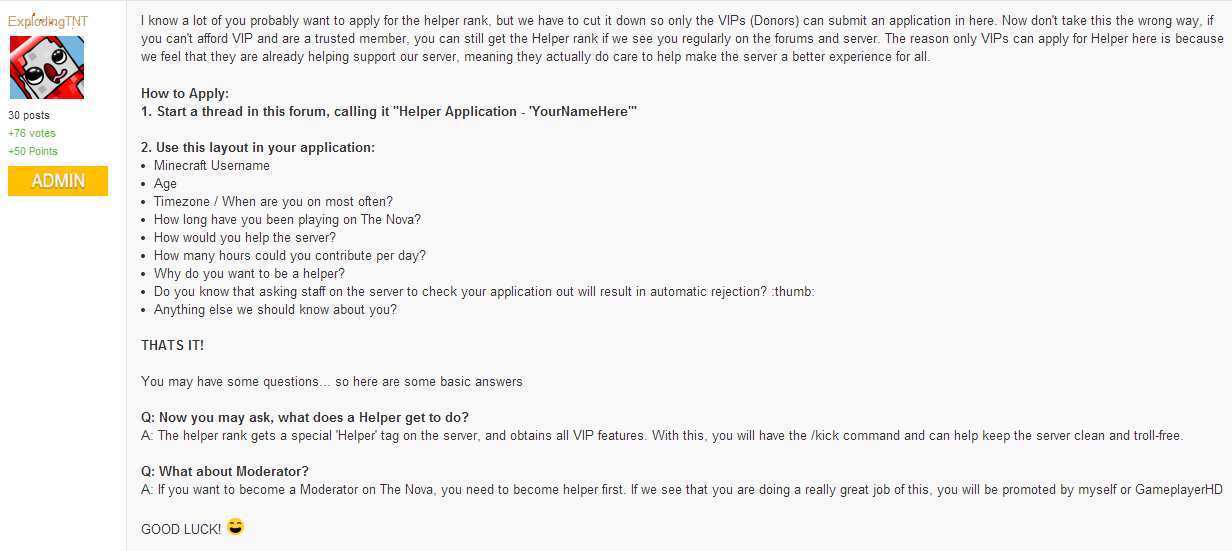 ExplodingTNT
30 posts
+76 votes
+50 Points
ADMIN
I know a lot of you probably want to apply for the helper rank, but we have to cut it down so only the VIPs (Donors) can submit an application in here. Now don't take this the wrong way, if
you can't afford VIP and are a trusted member, you can still get the Helper rank if we see you regularly on the forums and server. The reason only VIPs can apply for Helper here is because
we feel that they are already helping support our server, meaning they actually do care to help make the server a better experience for all.
How to Apply:
1. Start a thread in this forum, calling it "Helper Application - 'YourNameHere'"
2. Use this layout in your application:
• Minecraft Username
• Age
• Timezone / When are you on most often?
• How long have you been playing on The Nova?
• How would you help the server?
• How many hours could you contribute per day?
• Why do you want to be a helper?
• Do you know that asking staff on the server to check your application out will result in automatic rejection? :thumb:
• Anything else we should know about you?
THATS IT!
You may have some questions... so here are some basic answers
Q: Now you may ask, what does a Helper get to do?
A: The helper rank gets a special 'Helper' tag on the server, and obtains all VIP features. With this, you will have the /kick command and can help keep the server clean and troll-free.
Q: What about Moderator?
A: If you want to become a Moderator on The Nova, you need to become helper first. If we see that you are doing a really great job of this, you will be promoted by myself or GameplayerHD
GOOD LUCK!